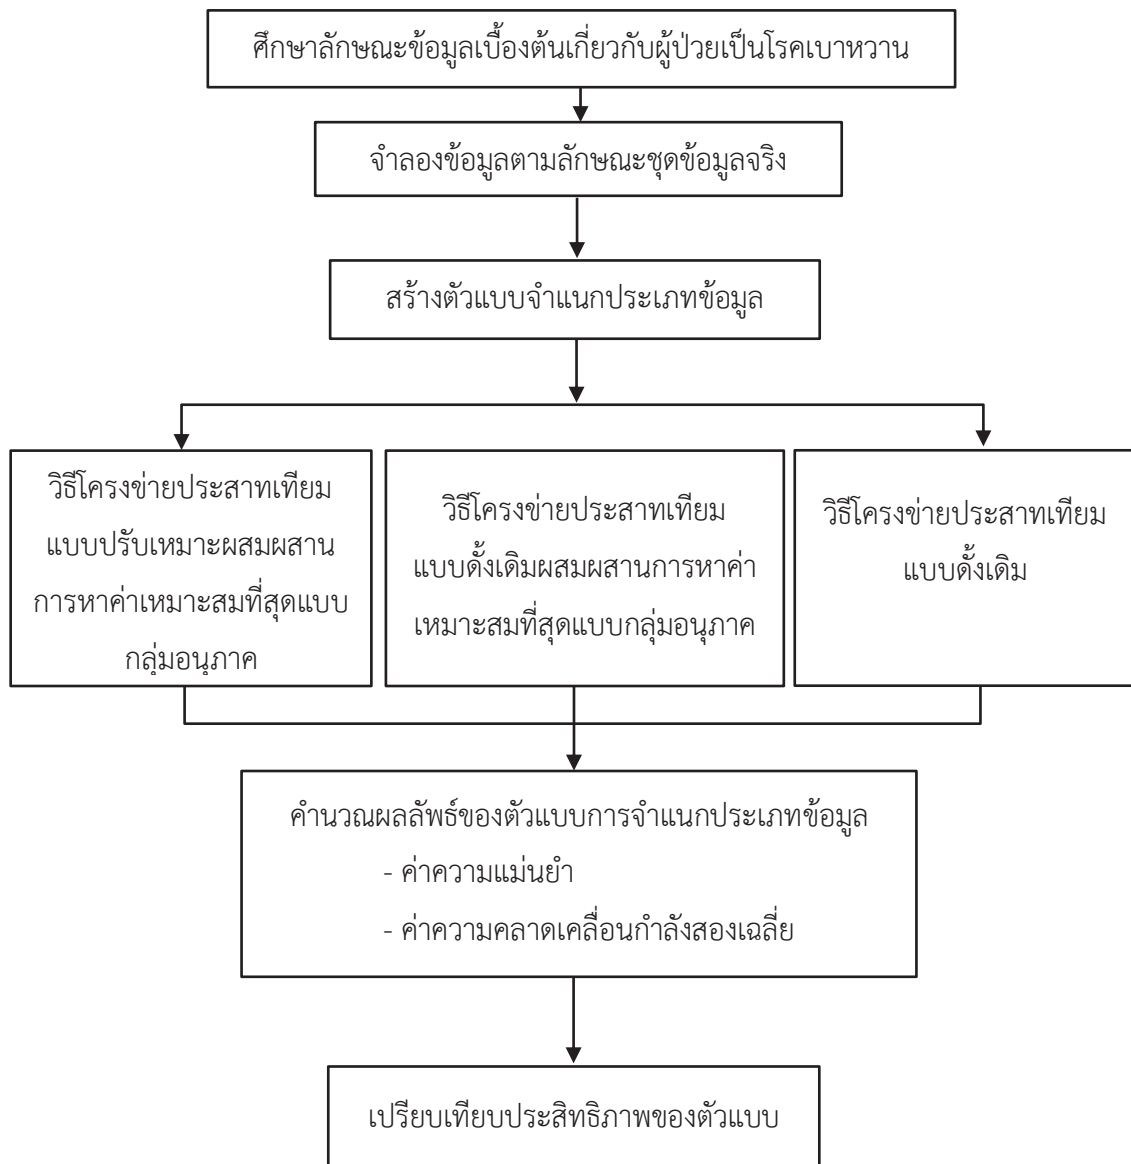 ศึกษาลักษณะข้อมูลเบื้องต้นเกี่ยวกับผู้ป่วยเป็นโรคเบาหวาน
จำลองข้อมูลตามลักษณะชุดข้อมูลจริง
สร้างตัวแบบจำแนกประเภทข้อมูล
วิธีโครงข่ายประสาทเทียม
แบบปรับเหมาะผสมผสาน
การหาค่าเหมาะสมที่สุดแบบ
กลุ่มอนุภาค
วิธีโครงข่ายประสาทเทียม
แบบดั้งเดิมผสมผสานการหาค่า
เหมาะสมที่สุดแบบกลุ่มอนุภาค
วิธีโครงข่ายประสาทเทียม
แบบดั้งเดิม
คำนวณผลลัพธ์ของตัวแบบการจำแนกประเภทข้อมูล
- ค่าความแม่นยำ
- ค่าความคลาดเคลื่อนกำลังสองเฉลี่ย
เปรียบเทียบประสิทธิภาพของตัวแบบ